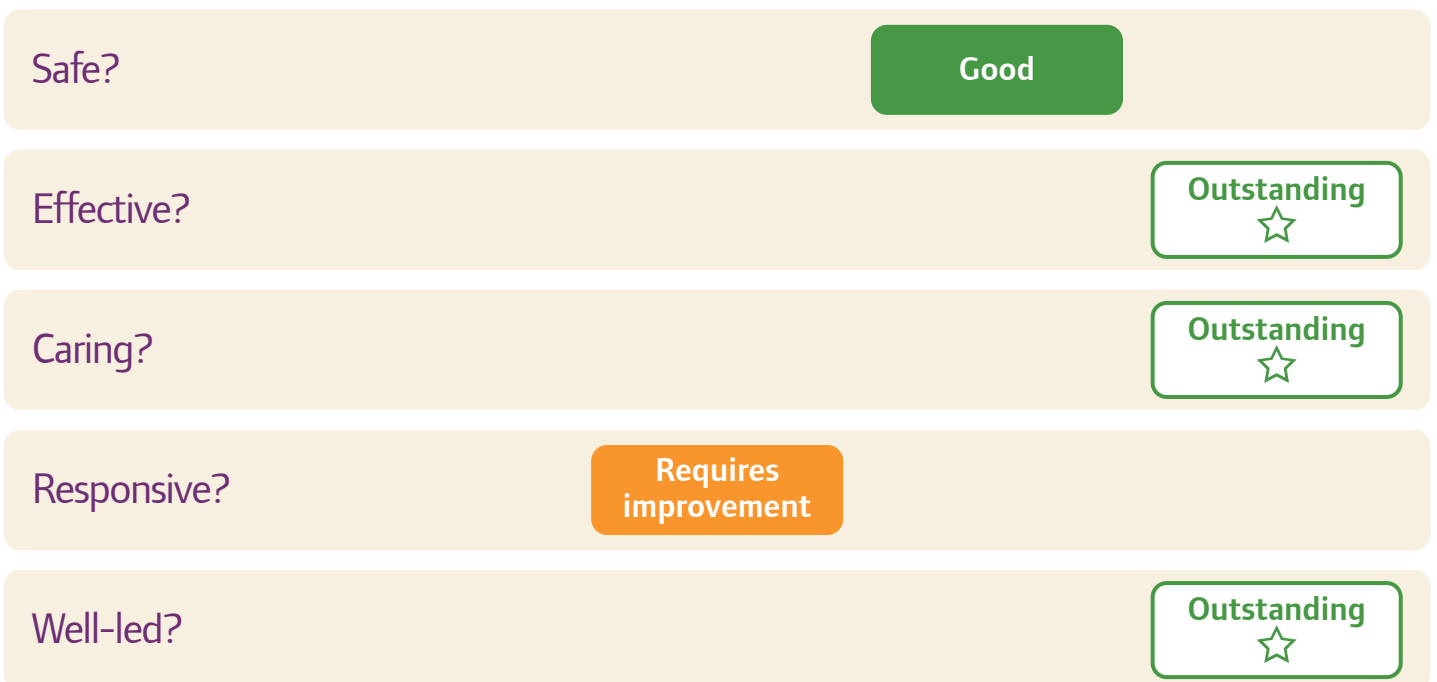 Safe?
Good
Effective?
Outstanding
Caring?
Outstanding
Responsive?
Requires
improvement
Well-led?
Outstanding